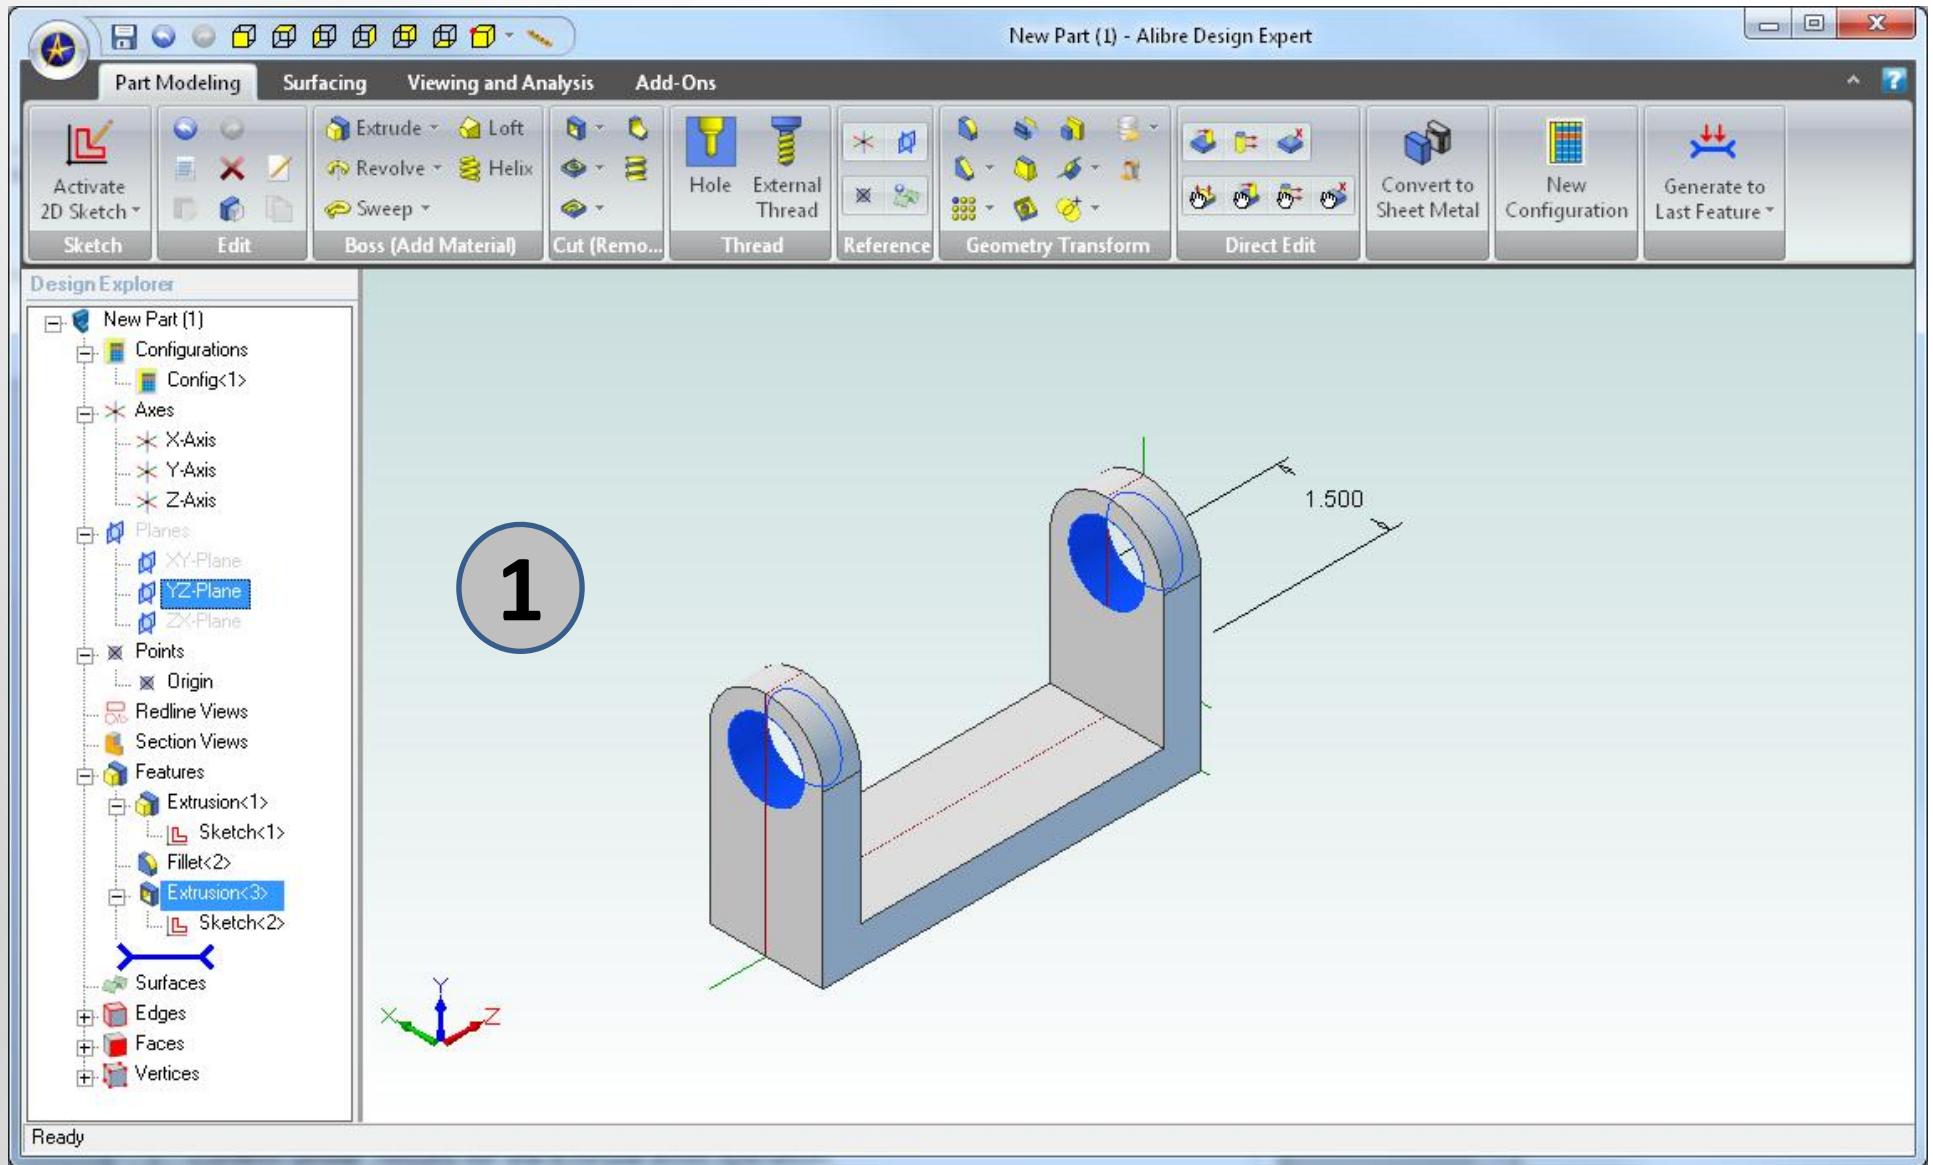 New Part (1) - Alibre Design Expert
Part Modeling Surfacing Viewing and Analysis Add-Ons
Activate
2D Sketch
Sketch
Edit
Extrude Loft
Revolve Helix
Sweep
Boss (Add Material)
Cut (Remo...
Hole
External
Thread
Thread
Reference
Geometry Transform
Direct Edit
Convert to
Sheet Metal
New
Configuration
Generate to
Last Feature
Design Explorer
New Part (1)
Configurations
Config<1>
Axes
X-Axis
Y-Axis
Z-Axis
Planes
XY-Plane
YZ-Plane
ZX-Plane
Points
Origin
Redline Views
Section Views
Features
Extrusion<1>
Sketch<1>
Fillet<2>
Extrusion<3>
Sketch<2>
Surfaces
Edges
Faces
Vertices
1
1.500
Y
X
Z
Ready